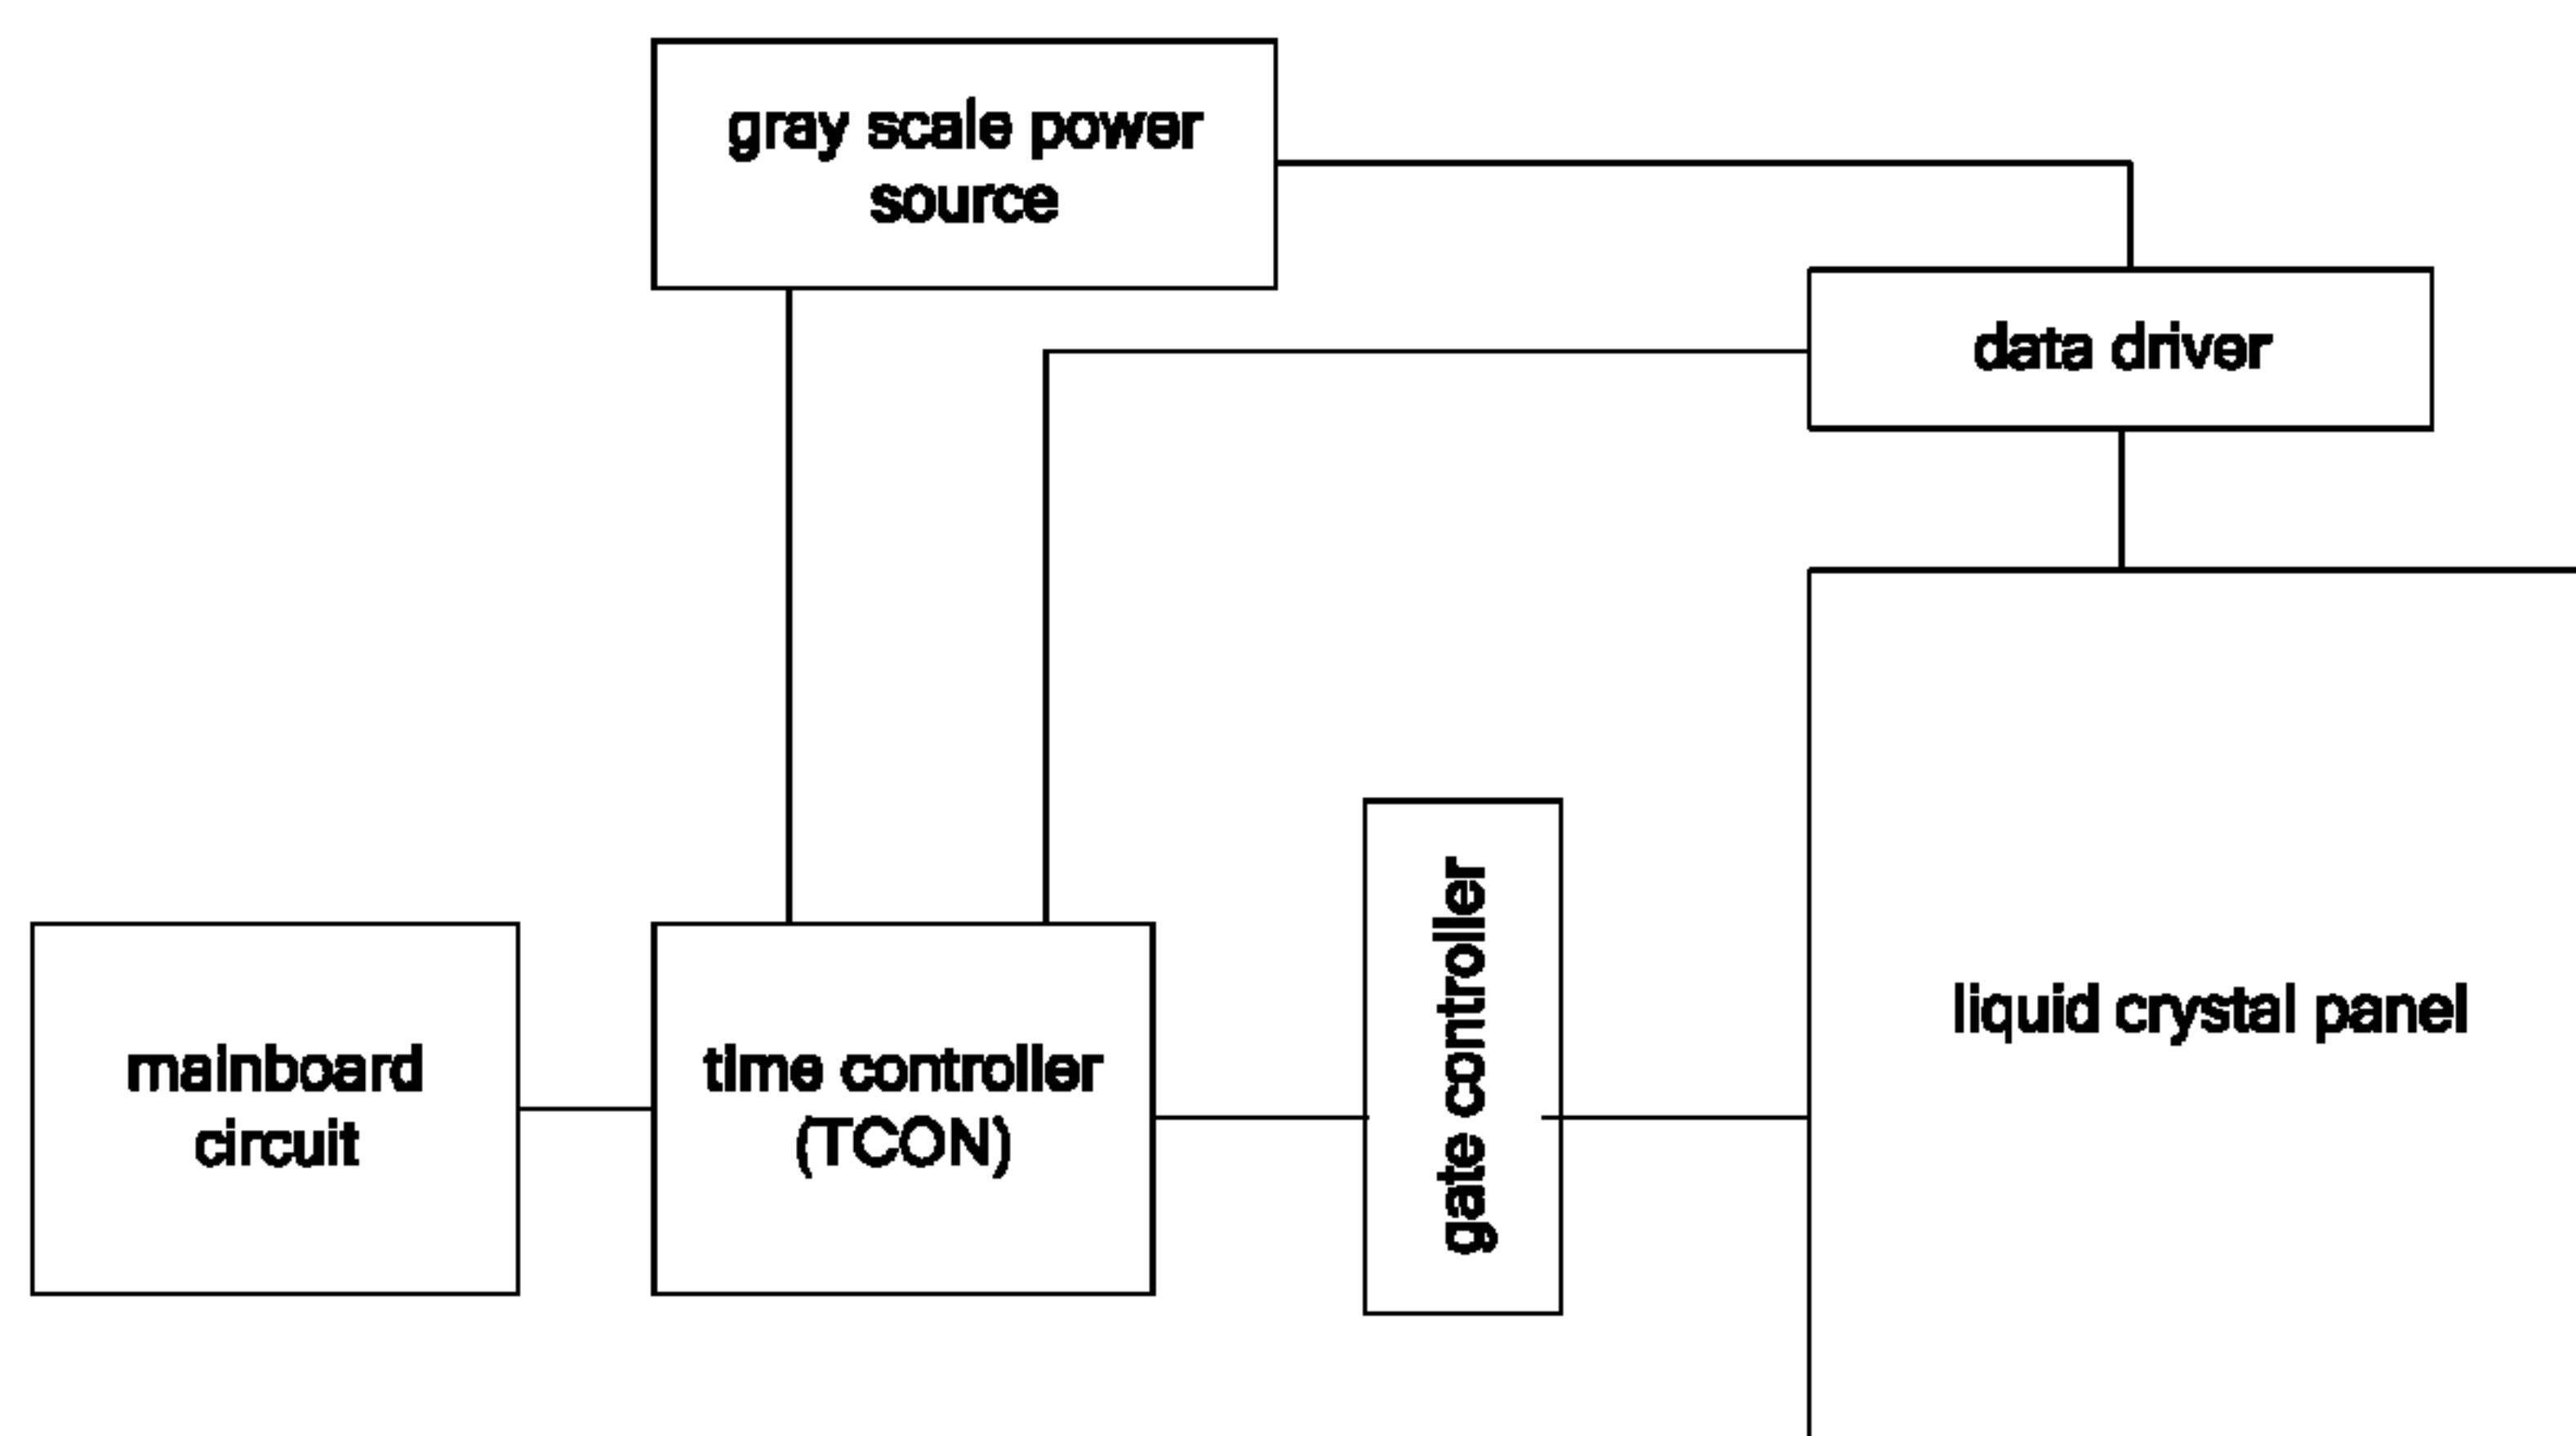 gray scale power
source
data driver
gate controller
liquid crystal panel
mainboard
circuit
time controller
(TCON)